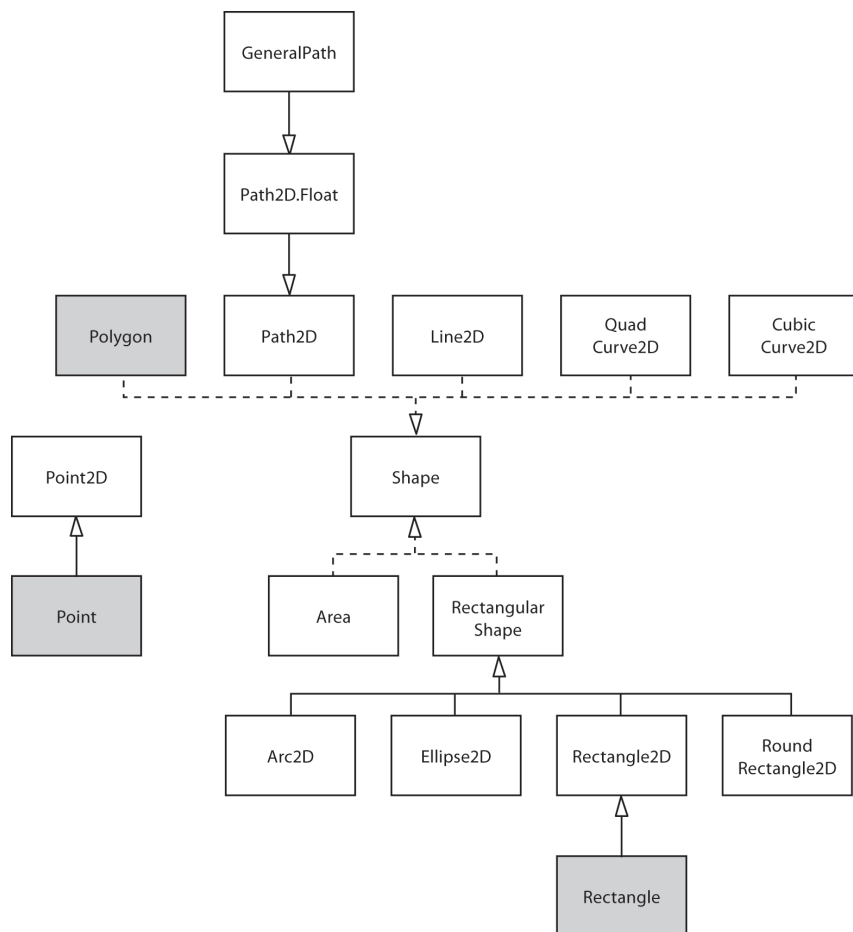 GeneralPath
Path2D.Float
Polygon
Path2D
Line2D
Quad
Curve2D
Cubic
Curve2D
Point2D
Shape
Point
Area
Rectangular
Shape
Arc2D
Ellipse2D
Rectangle2D
Round
Rectangle2D
Rectangle